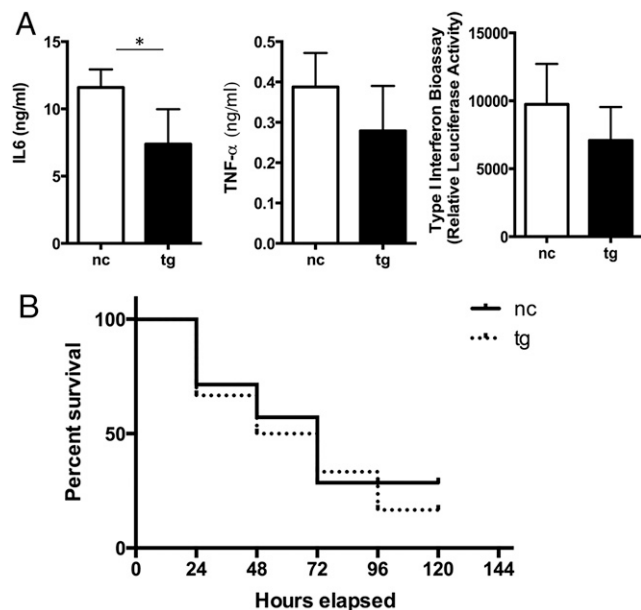 A
*
IL6 (ng/ml)
15
10
5
0
nc tg
TNF-α (ng/ml)
0.5
0.4
0.3
0.2
0.1
0.0
nc tg
Type I Interferon Bioassay
(Relative Leuciferase Activity)
15000
10000
5000
0
nc tg
B
nc
tg
Percent survival
100
50
0
0 24 48 72 96 120 144
Hours elapsed